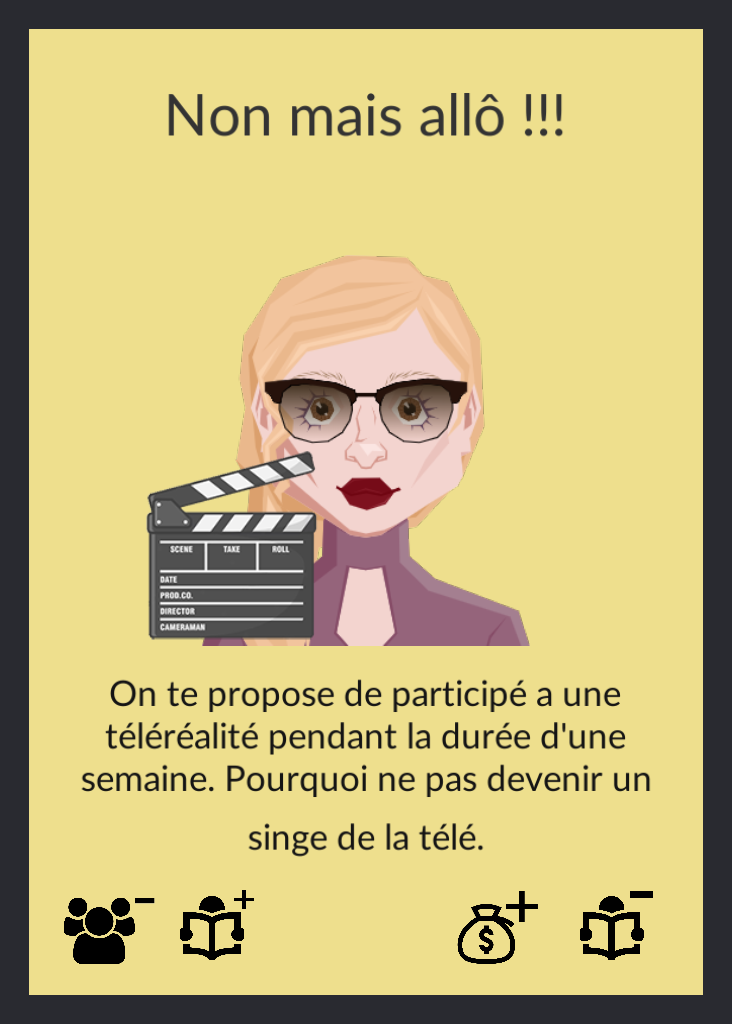 Non mais allô !!!
SCENE TAKE ROLL
DATE
PROD.CO.
DIRECTOR
CAMERAMAN
On te propose de participé a une
téléréalité pendant la durée d'une
semaine. Pourquoi ne pas devenir un
singe de la télé.
- + + -
$